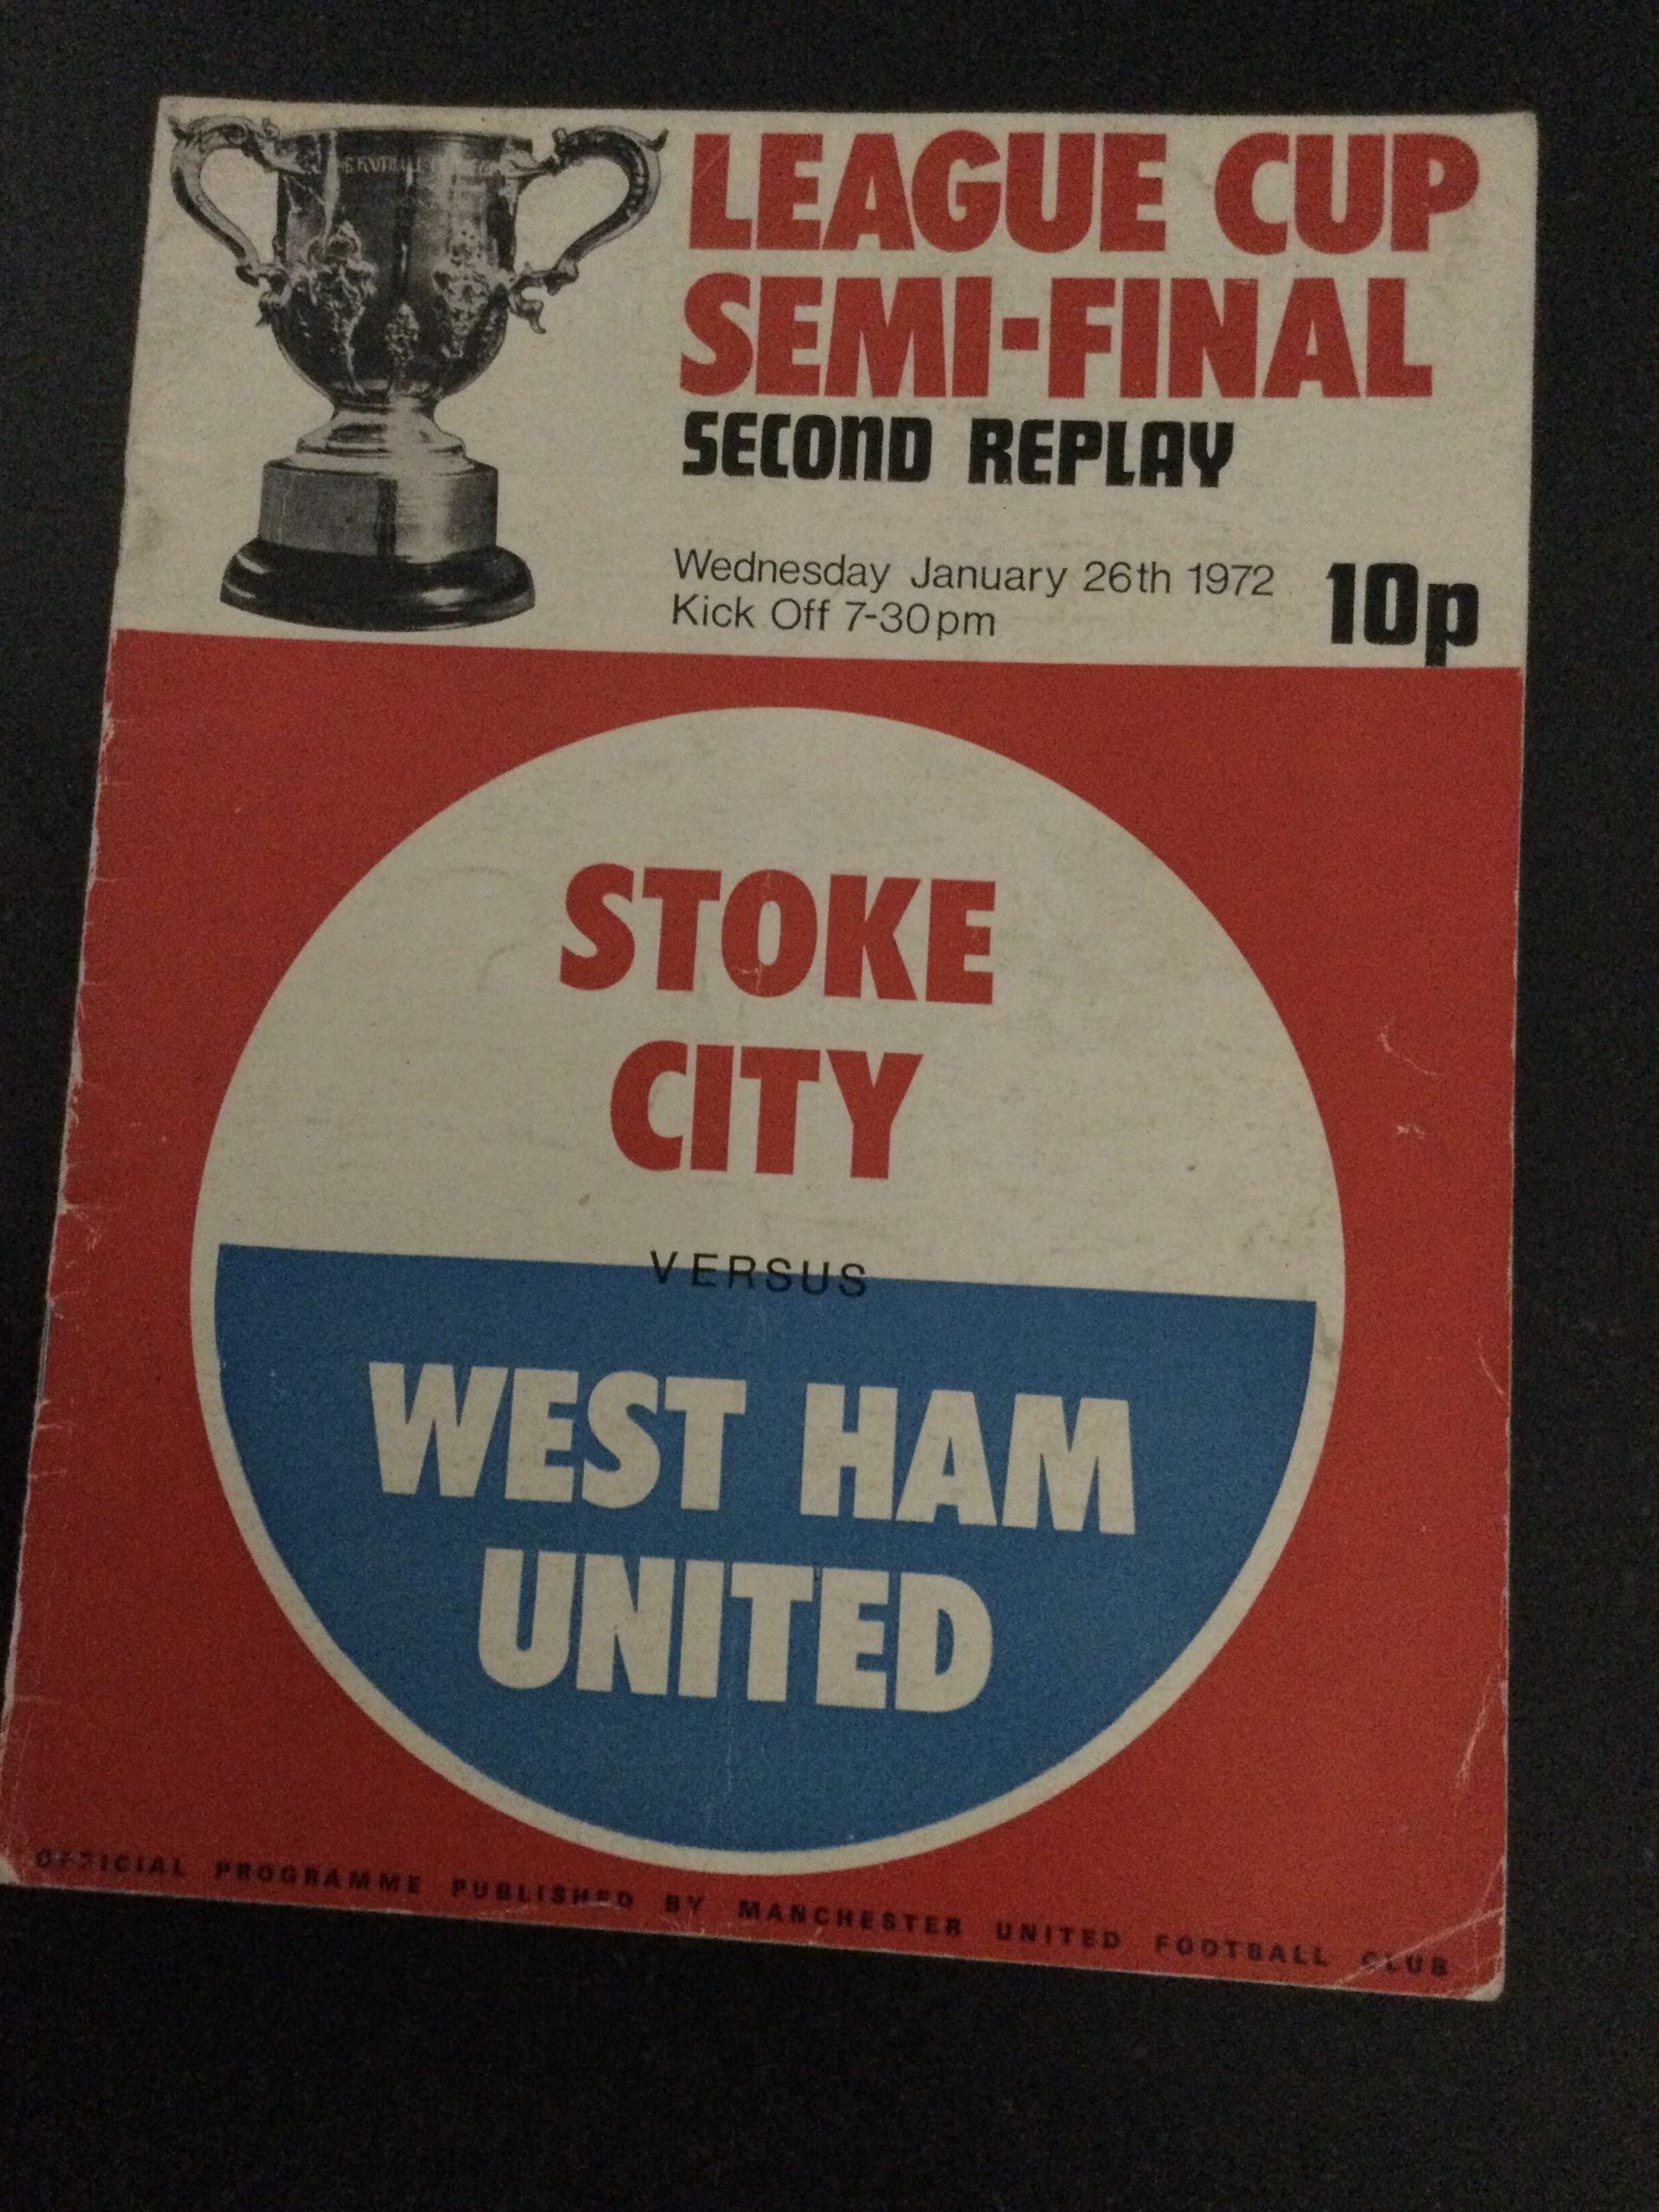 LEAGUE CUP
SEMI-FINAL
SECOND REPLAY
Wednesday January 26th 1972
Kick Off 7-30pm
10p
STOKE
CITY
VERSUS
WEST HAM
UNITED
OFFICIAL PROGRAMME PUBLISHED BY MANCHESTER UNITED FOOTBALL CLUB